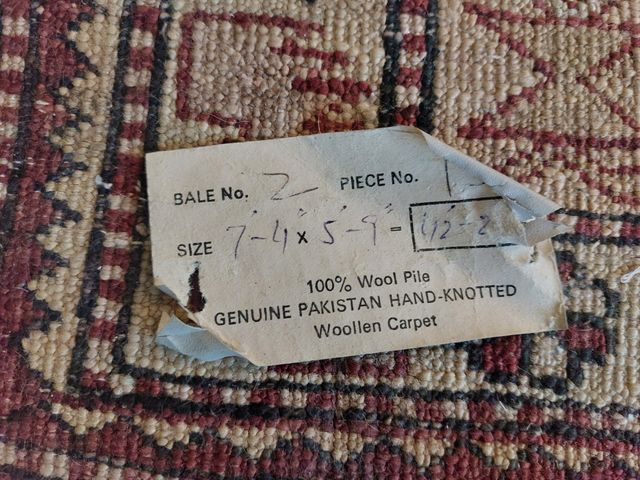 BALE No. 2 PIECE No.
SIZE 7'-4" x 5'-9" = 42'-2
100% Wool Pile
GENUINE PAKISTAN HAND-KNOTTED
Woollen Carpet